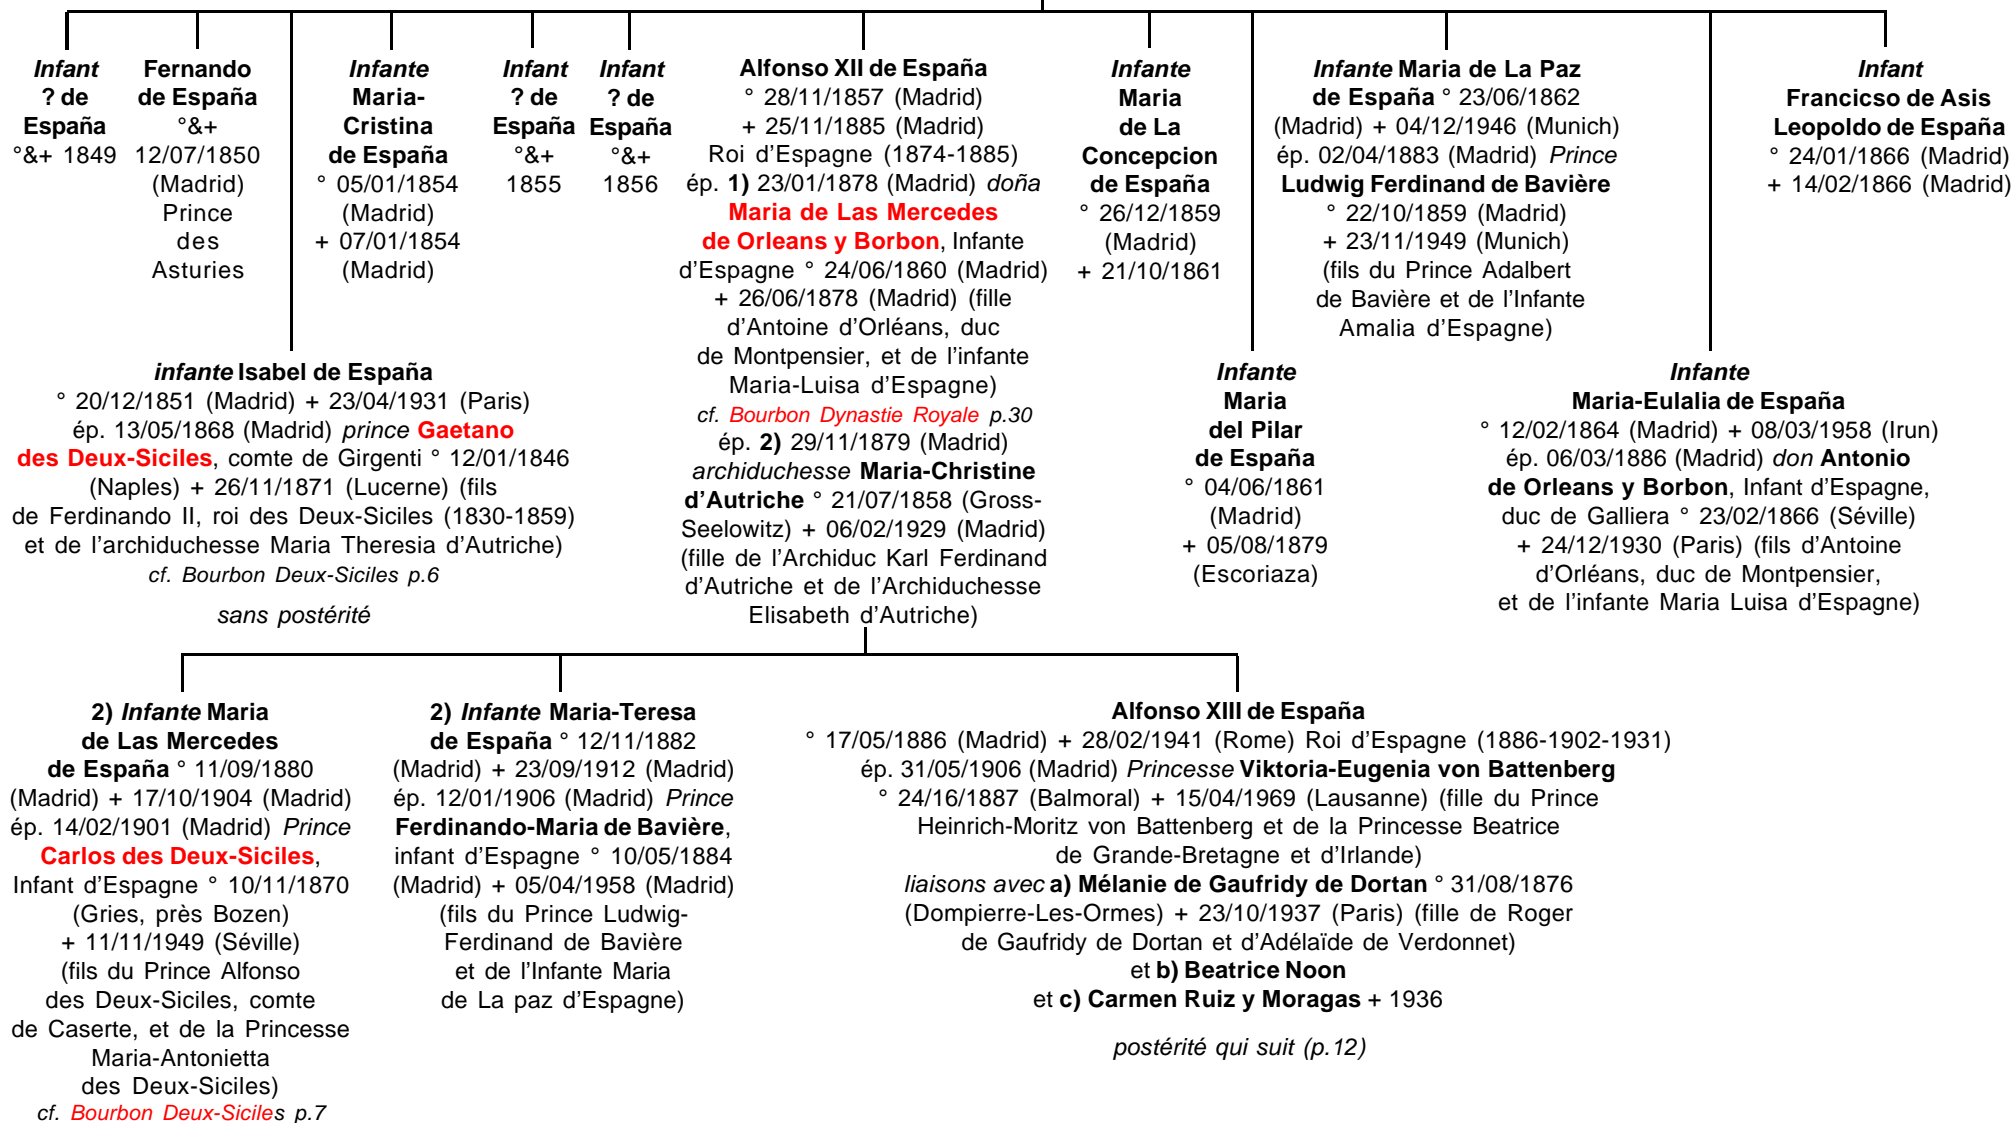 Infant
? de
España
°&+ 1849
Fernando
de España
°&+
12/07/1850
(Madrid)
Prince
des
Asturies
Infante
Maria-
Cristina
de España
° 05/01/1854
(Madrid)
+ 07/01/1854
(Madrid)
Infant
? de
España
°&+
1855
Infant
? de
España
°&+
1856
Alfonso XII de España
° 28/11/1857 (Madrid)
+ 25/11/1885 (Madrid)
Roi d’Espagne (1874-1885)
ép. 1) 23/01/1878 (Madrid) doña
Maria de Las Mercedes
de Orleans y Borbon, Infante
d’Espagne ° 24/06/1860 (Madrid)
+ 26/06/1878 (Madrid) (fille
d’Antoine d’Orléans, duc
de Montpensier, et de l’infante
Maria-Luisa d’Espagne)
cf. Bourbon Dynastie Royale p.30
ép. 2) 29/11/1879 (Madrid)
archiduchesse Maria-Christine
d’Autriche ° 21/07/1858 (Gross-
Seelowitz) + 06/02/1929 (Madrid)
(fille de l’Archiduc Karl Ferdinand
d’Autriche et de l’Archiduchesse
Elisabeth d’Autriche)
Infante
Maria
de La
Concepcion
de España
° 26/12/1859
(Madrid)
+ 21/10/1861
Infante Maria de La Paz
de España ° 23/06/1862
(Madrid) + 04/12/1946 (Munich)
ép. 02/04/1883 (Madrid) Prince
Ludwig Ferdinand de Bavière
° 22/10/1859 (Madrid)
+ 23/11/1949 (Munich)
(fils du Prince Adalbert
de Bavière et de l’Infante
Amalia d’Espagne)
Infant
Francicso de Asis
Leopoldo de España
° 24/01/1866 (Madrid)
+ 14/02/1866 (Madrid)
infante Isabel de España
° 20/12/1851 (Madrid) + 23/04/1931 (Paris)
ép. 13/05/1868 (Madrid) prince Gaetano
des Deux-Siciles, comte de Girgenti ° 12/01/1846
(Naples) + 26/11/1871 (Lucerne) (fils
de Ferdinando II, roi des Deux-Siciles (1830-1859)
et de l’archiduchesse Maria Theresia d’Autriche)
cf. Bourbon Deux-Siciles p.6
sans postérité
Infante
Maria
del Pilar
de España
° 04/06/1861
(Madrid)
+ 05/08/1879
(Escoriaza)
Infante
Maria-Eulalia de España
° 12/02/1864 (Madrid) + 08/03/1958 (Irun)
ép. 06/03/1886 (Madrid) don Antonio
de Orleans y Borbon, Infant d’Espagne,
duc de Galliera ° 23/02/1866 (Séville)
+ 24/12/1930 (Paris) (fils d’Antoine
d’Orléans, duc de Montpensier,
et de l’infante Maria Luisa d’Espagne)
2) Infante Maria
de Las Mercedes
de España ° 11/09/1880
(Madrid) + 17/10/1904 (Madrid)
ép. 14/02/1901 (Madrid) Prince
Carlos des Deux-Siciles,
Infant d’Espagne ° 10/11/1870
(Gries, près Bozen)
+ 11/11/1949 (Séville)
(fils du Prince Alfonso
des Deux-Siciles, comte
de Caserte, et de la Princesse
Maria-Antonietta
des Deux-Siciles)
cf. Bourbon Deux-Siciles p.7
2) Infante Maria-Teresa
de España ° 12/11/1882
(Madrid) + 23/09/1912 (Madrid)
ép. 12/01/1906 (Madrid) Prince
Ferdinando-Maria de Bavière,
infant d’Espagne ° 10/05/1884
(Madrid) + 05/04/1958 (Madrid)
(fils du Prince Ludwig-
Ferdinand de Bavière
et de l’Infante Maria
de La paz d’Espagne)
Alfonso XIII de España
° 17/05/1886 (Madrid) + 28/02/1941 (Rome) Roi d’Espagne (1886-1902-1931)
ép. 31/05/1906 (Madrid) Princesse Viktoria-Eugenia von Battenberg
° 24/16/1887 (Balmoral) + 15/04/1969 (Lausanne) (fille du Prince
Heinrich-Moritz von Battenberg et de la Princesse Beatrice
de Grande-Bretagne et d’Irlande)
liaisons avec a) Mélanie de Gaufridy de Dortan ° 31/08/1876
(Dompierre-Les-Ormes) + 23/10/1937 (Paris) (fille de Roger
de Gaufridy de Dortan et d’Adélaïde de Verdonnet)
et b) Beatrice Noon
et c) Carmen Ruiz y Moragas + 1936
postérité qui suit (p.12)